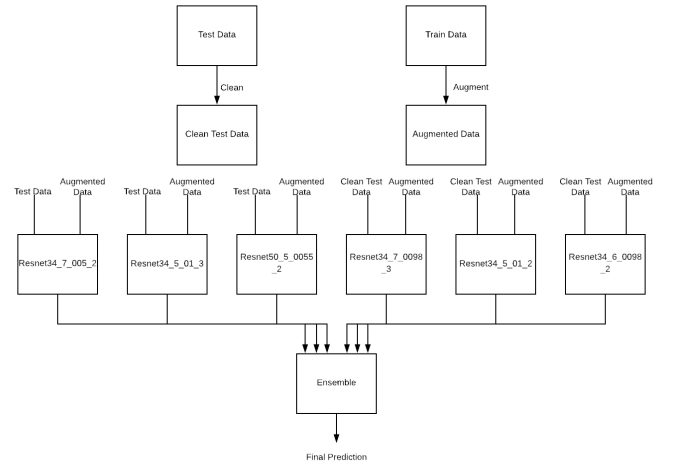 Test Data
Train Data
Clean
Augment
Clean Test Data
Augmented Data
Test Data
Augmented
Data
Test Data
Augmented
Data
Test Data
Augmented
Data
Clean Test
Data
Augmented
Data
Clean Test
Data
Augmented
Data
Clean Test
Data
Augmented
Data
Resnet34_7_005_2
Resnet34_5_01_3
Resnet50_5_0055
_2
Resnet34_7_0098
_3
Resnet34_5_01_2
Resnet34_6_0098
_2
Ensemble
Final Prediction